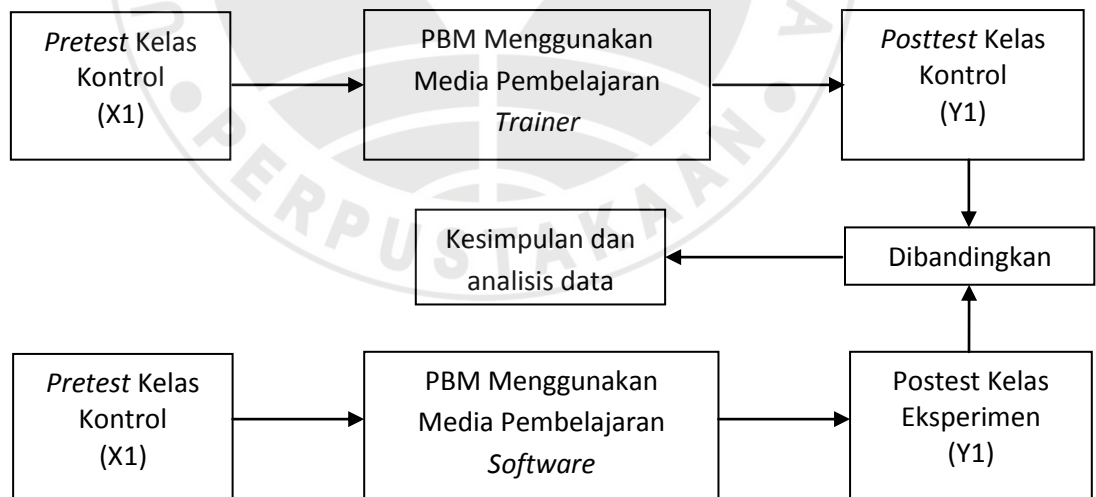 Pretest Kelas
Kontrol
(X1)
PBM Menggunakan
Media Pembelajaran
Trainer
Posttest Kelas
Kontrol
(Y1)
Kesimpulan dan
analisis data
Dibandingkan
Pretest Kelas
Kontrol
(X1)
PBM Menggunakan
Media Pembelajaran
Software
Postest Kelas
Eksperimen
(Y1)
PERPUSTAKAAN